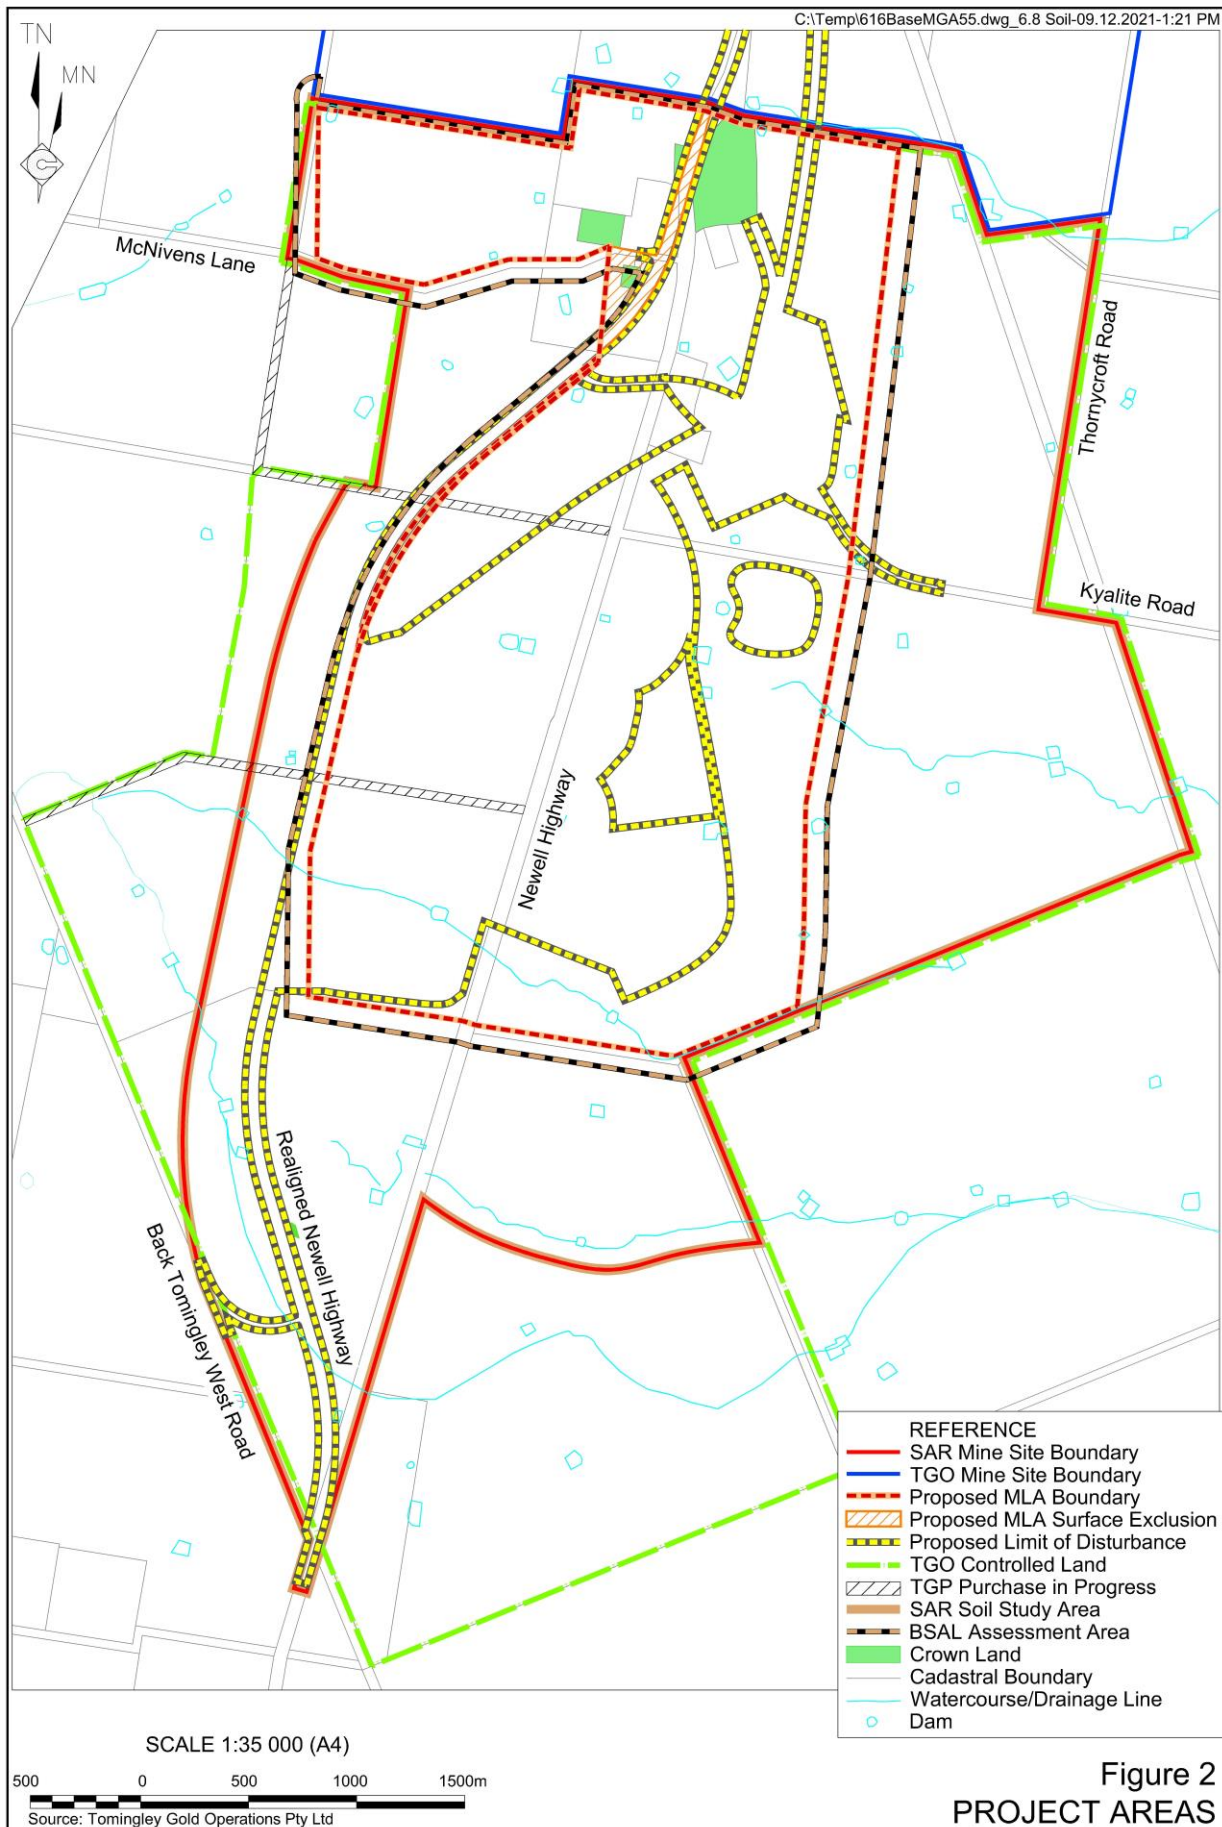 C:\Temp\616BaseMGA55.dwg_6.8 Soil-09.12.2021-1:21 PM
TN
MN
McNivens Lane
Thornycroft Road
Kyalite Road
Newell Highway
Realigned Newell Highway
Back Tomingley West Road
REFERENCE
SAR Mine Site Boundary
TGO Mine Site Boundary
Proposed MLA Boundary
Proposed MLA Surface Exclusion
Proposed Limit of Disturbance
TGO Controlled Land
TGP Purchase in Progress
SAR Soil Study Area
BSAL Assessment Area
Crown Land
Cadastral Boundary
Watercourse/Drainage Line
Dam
SCALE 1:35 000 (A4)
500 0 500 1000 1500m
Source: Tomingley Gold Operations Pty Ltd
Figure 2
PROJECT AREAS